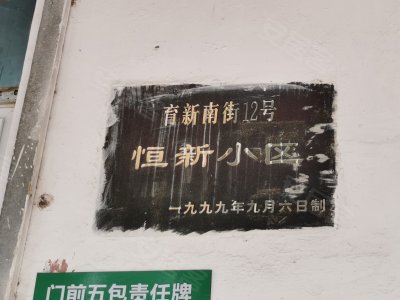 育新南街12号
恒新小区
一九九九年九月六日制
门前五包责任牌